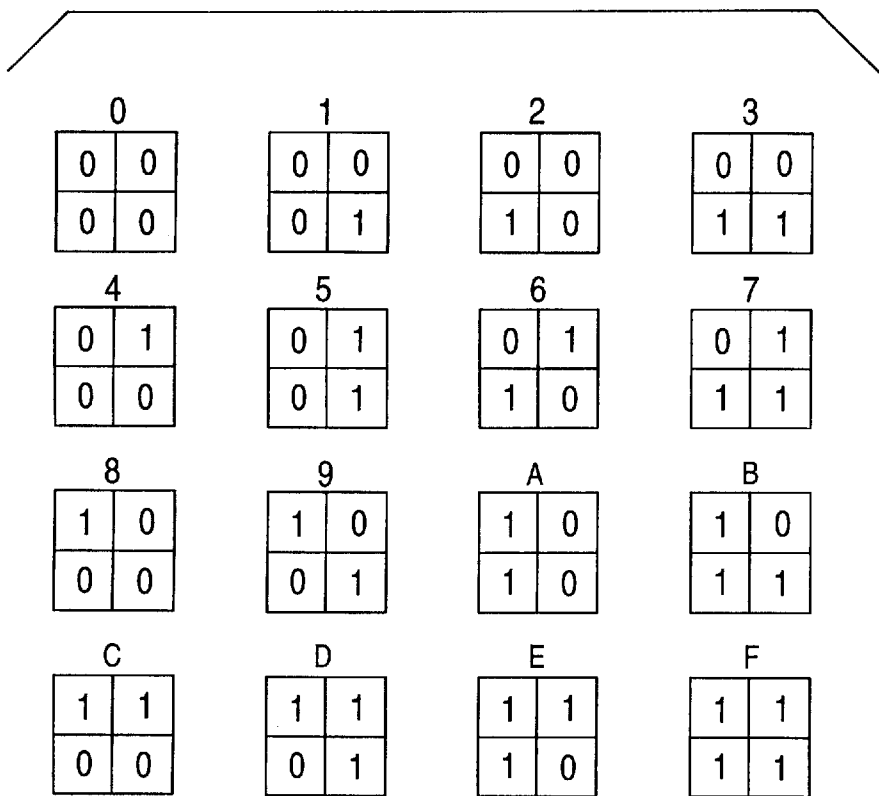 0 1 2 3
0 0 0 0 0 0 0 0
0 0 0 1 1 0 1 1
4 5 6 7
0 1 0 1 0 1 0 1
0 0 0 1 1 0 1 1
8 9 A B
1 0 1 0 1 0 1 0
0 0 0 1 1 0 1 1
C D E F
1 1 1 1 1 1 1 1
0 0 0 1 1 0 1 1